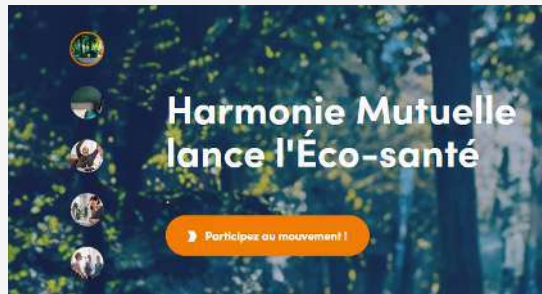 Harmonie Mutuelle
lance l'Éco-santé
Participez au mouvement !